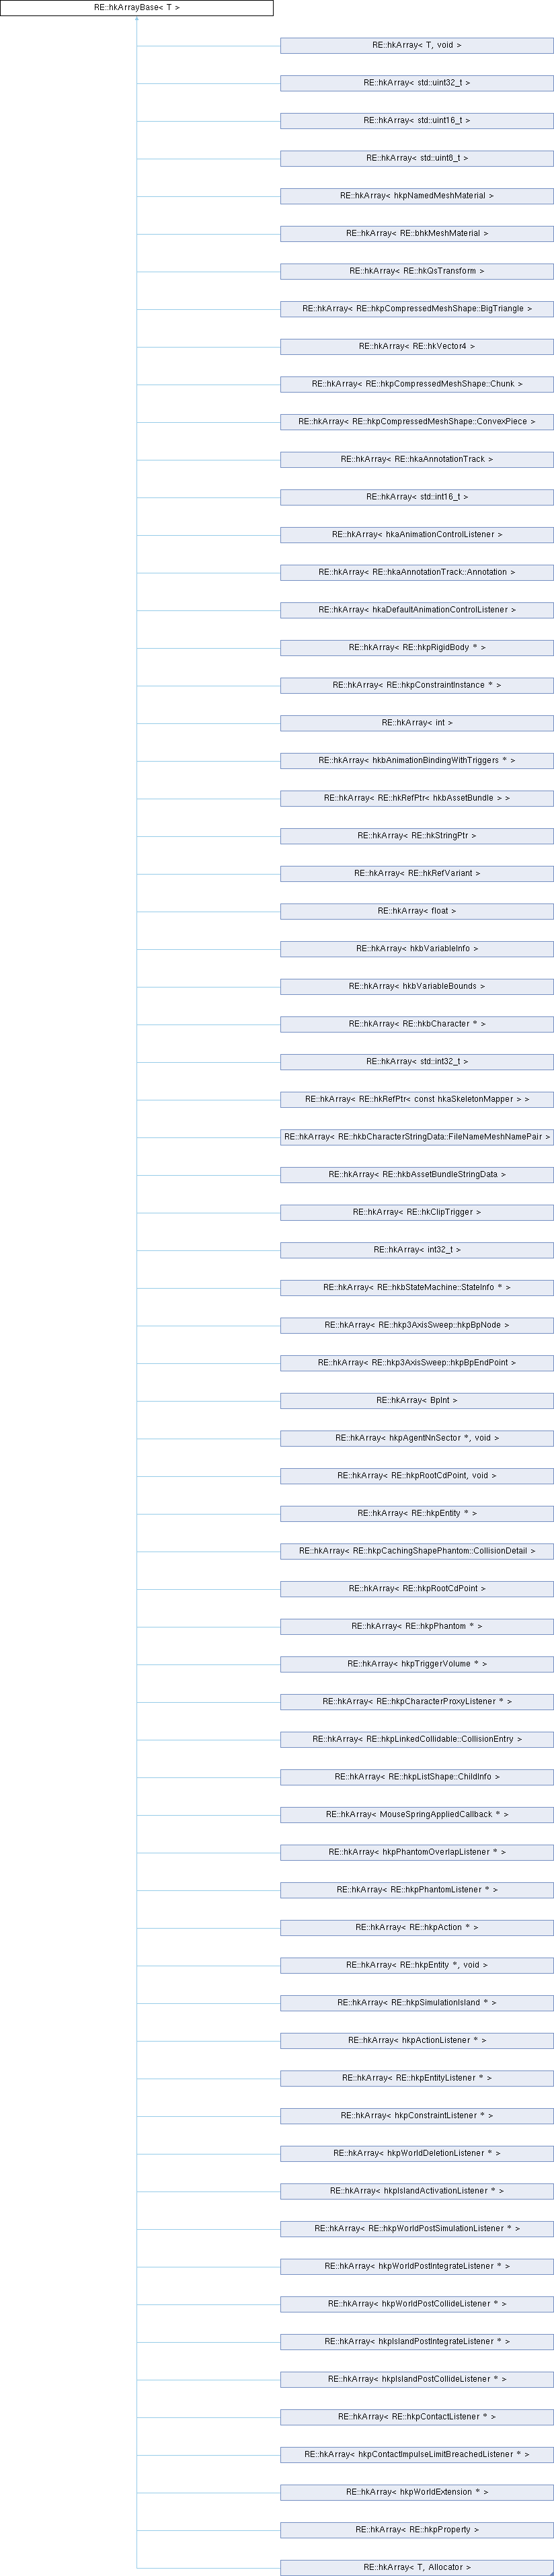 RE::hkArrayBase< T >
RE::hkArray< T, void >
RE::hkArray< std::uint32_t >
RE::hkArray< std::uint16_t >
RE::hkArray< std::uint8_t >
RE::hkArray< hkpNamedMeshMaterial >
RE::hkArray< RE::bhkMeshMaterial >
RE::hkArray< RE::hkQsTransform >
RE::hkArray< RE::hkpCompressedMeshShape::BigTriangle >
RE::hkArray< RE::hkVector4 >
RE::hkArray< RE::hkpCompressedMeshShape::Chunk >
RE::hkArray< RE::hkpCompressedMeshShape::ConvexPiece >
RE::hkArray< RE::hkaAnnotationTrack >
RE::hkArray< std::int16_t >
RE::hkArray< hkaAnimationControlListener >
RE::hkArray< RE::hkaAnnotationTrack::Annotation >
RE::hkArray< hkaDefaultAnimationControlListener >
RE::hkArray< RE::hkpRigidBody * >
RE::hkArray< RE::hkpConstraintInstance * >
RE::hkArray< int >
RE::hkArray< hkbAnimationBindingWithTriggers * >
RE::hkArray< RE::hkRefPtr< hkbAssetBundle > >
RE::hkArray< RE::hkStringPtr >
RE::hkArray< RE::hkRefVariant >
RE::hkArray< float >
RE::hkArray< hkbVariableInfo >
RE::hkArray< hkbVariableBounds >
RE::hkArray< RE::hkbCharacter * >
RE::hkArray< std::int32_t >
RE::hkArray< RE::hkRefPtr< const hkaSkeletonMapper > >
RE::hkArray< RE::hkbCharacterStringData::FileNameMeshNamePair >
RE::hkArray< RE::hkbAssetBundleStringData >
RE::hkArray< RE::hkClipTrigger >
RE::hkArray< int32_t >
RE::hkArray< RE::hkbStateMachine::StateInfo * >
RE::hkArray< RE::hkp3AxisSweep::hkpBpNode >
RE::hkArray< RE::hkp3AxisSweep::hkpBpEndPoint >
RE::hkArray< BpInt >
RE::hkArray< hkpAgentNnSector *, void >
RE::hkArray< RE::hkpRootCdPoint, void >
RE::hkArray< RE::hkpEntity * >
RE::hkArray< RE::hkpCachingShapePhantom::CollisionDetail >
RE::hkArray< RE::hkpRootCdPoint >
RE::hkArray< RE::hkpPhantom * >
RE::hkArray< hkpTriggerVolume * >
RE::hkArray< RE::hkpCharacterProxyListener * >
RE::hkArray< RE::hkpLinkedCollidable::CollisionEntry >
RE::hkArray< RE::hkpListShape::ChildInfo >
RE::hkArray< MouseSpringAppliedCallback * >
RE::hkArray< hkpPhantomOverlapListener * >
RE::hkArray< RE::hkpPhantomListener * >
RE::hkArray< RE::hkpAction * >
RE::hkArray< RE::hkpEntity *, void >
RE::hkArray< RE::hkpSimulationIsland * >
RE::hkArray< hkpActionListener * >
RE::hkArray< RE::hkpEntityListener * >
RE::hkArray< hkpConstraintListener * >
RE::hkArray< hkpWorldDeletionListener * >
RE::hkArray< hkpIslandActivationListener * >
RE::hkArray< RE::hkpWorldPostSimulationListener * >
RE::hkArray< hkpWorldPostIntegrateListener * >
RE::hkArray< hkpWorldPostCollideListener * >
RE::hkArray< hkpIslandPostIntegrateListener * >
RE::hkArray< hkpIslandPostCollideListener * >
RE::hkArray< RE::hkpContactListener * >
RE::hkArray< hkpContactImpulseLimitBreachedListener * >
RE::hkArray< hkpWorldExtension * >
RE::hkArray< RE::hkpProperty >
RE::hkArray< T, Allocator >